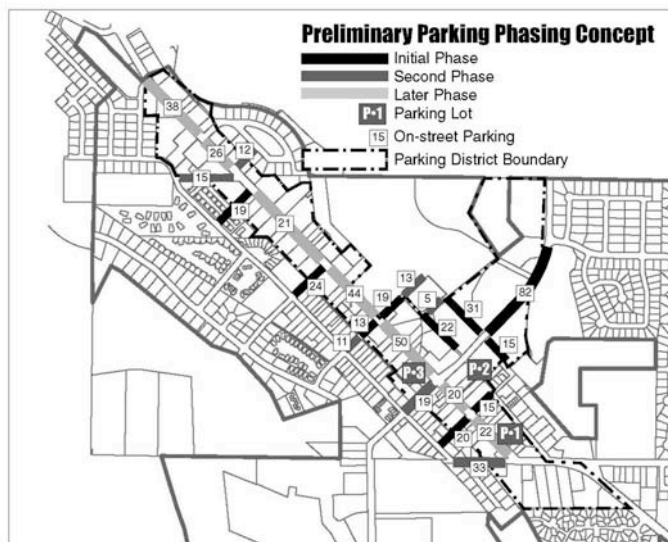 Preliminary Parking Phasing Concept
Initial Phase
Second Phase
Later Phase
P•1 Parking Lot
15 On-street Parking
Parking District Boundary
38
26
12
15
19
21
13
24
44
19
5
31
82
13
22
11
50
15
P•3
P•2
19
20
15
20
22
P•1
33